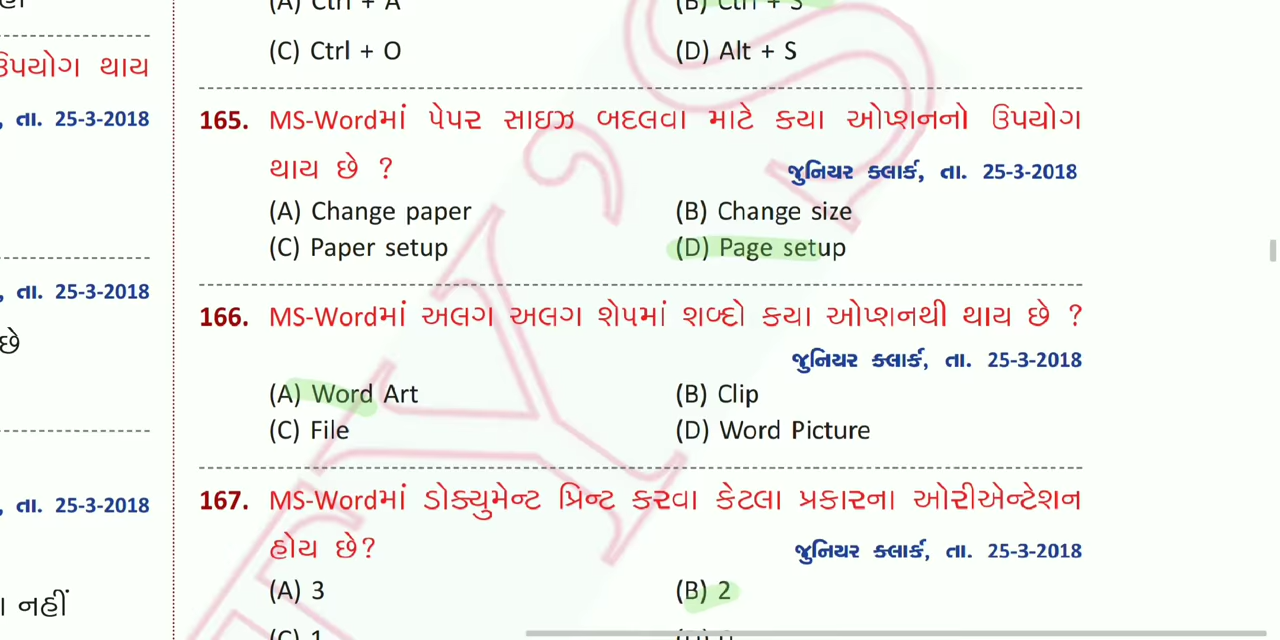 (A) Ctrl + A (B) Ctrl + S
(C) Ctrl + O (D) Alt + S
ઉપયોગ થાય
, તા. 25-3-2018
165. MS-Wordમાં પેપર સાઇઝ બદલવા માટે કયા ઓપ્શનનો ઉપયોગ
થાય છે ? જુનિયર ક્લાર્ક, તા. 25-3-2018
(A) Change paper (B) Change size
(C) Paper setup (D) Page setup
, તા. 25-3-2018
છે
166. MS-Wordમાં અલગ અલગ શેપમાં શબ્દો કયા ઓપ્શનથી થાય છે ?
જુનિયર ક્લાર્ક, તા. 25-3-2018
(A) Word Art (B) Clip
(C) File (D) Word Picture
, તા. 25-3-2018
નહીં
167. MS-Wordમાં ડોક્યુમેન્ટ પ્રિન્ટ કરવા કેટલા પ્રકારના ઓરીએન્ટેશન
હોય છે? જુનિયર ક્લાર્ક, તા. 25-3-2018
(A) 3 (B) 2
(C) 1